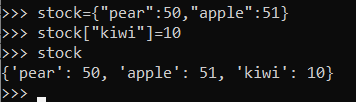 >>> stock={"pear":50,"apple":51}
>>> stock["kiwi"]=10
>>> stock
{'pear': 50, 'apple': 51, 'kiwi': 10}
>>>